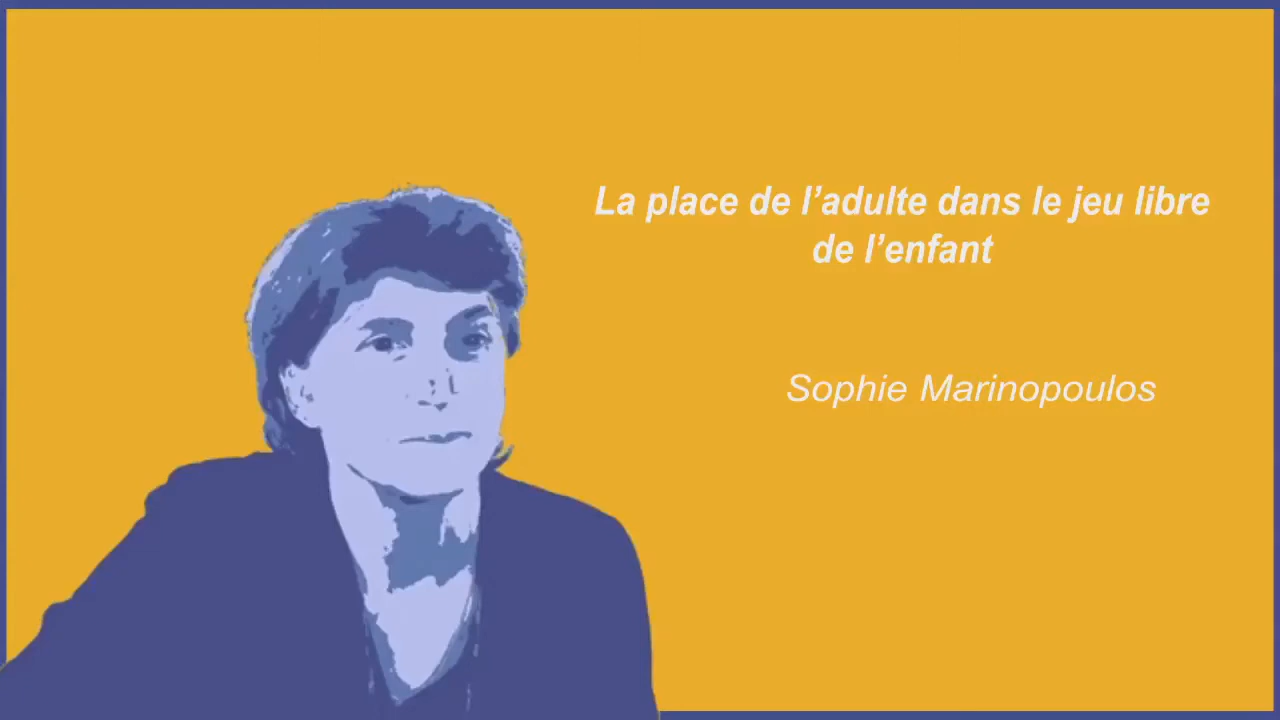 La place de l’adulte dans le jeu libre
de l’enfant
Sophie Marinopoulos